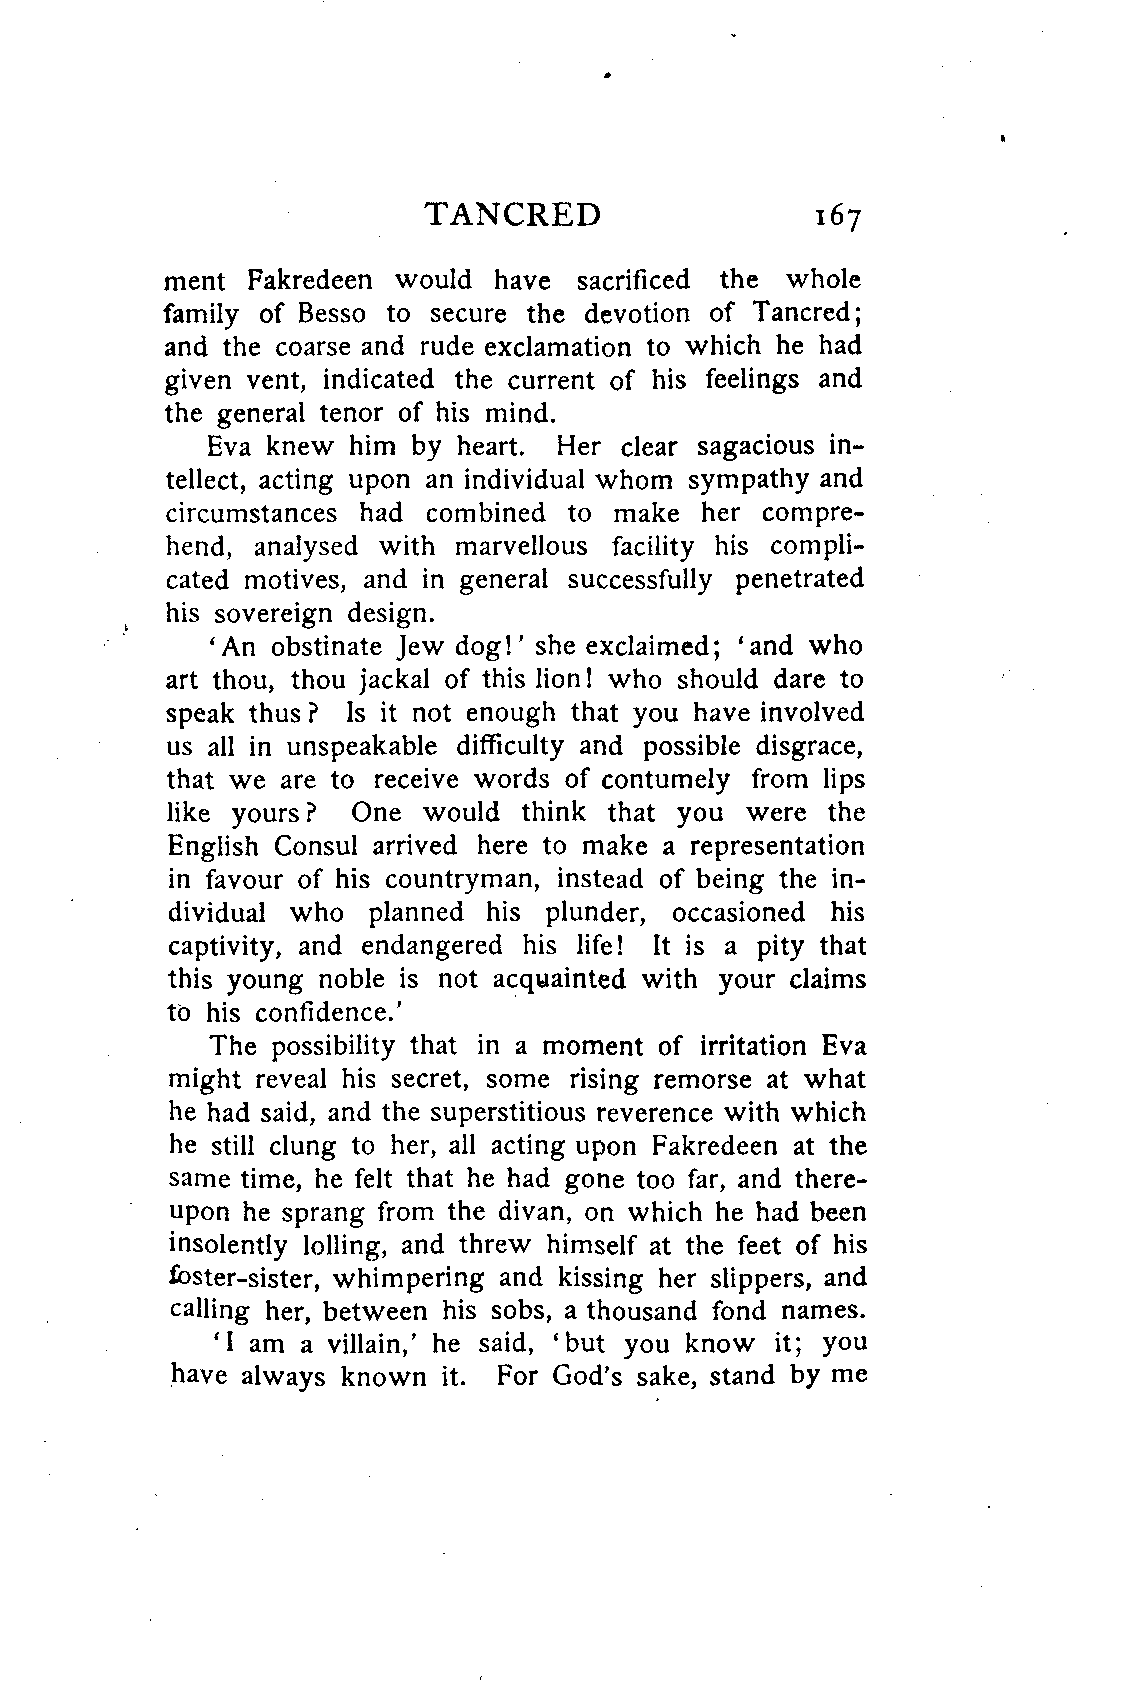 TANCRED 167
ment Fakredeen would have sacrificed the whole
family of Besso to secure the devotion of Tancred;
and the coarse and rude exclamation to which he had
given vent, indicated the current of his feelings and
the general tenor of his mind.
Eva knew him by heart. Her clear sagacious in-
tellect, acting upon an individual whom sympathy and
circumstances had combined to make her compre-
hend, analysed with marvellous facility his compli-
cated motives, and in general successfully penetrated
his sovereign design.
‘An obstinate Jew dog!’ she exclaimed; ‘and who
art thou, thou jackal of this lion! who should dare to
speak thus? Is it not enough that you have involved
us all in unspeakable difficulty and possible disgrace,
that we are to receive words of contumely from lips
like yours? One would think that you were the
English Consul arrived here to make a representation
in favour of his countryman, instead of being the in-
dividual who planned his plunder, occasioned his
captivity, and endangered his life! It is a pity that
this young noble is not acquainted with your claims
to his confidence.’
The possibility that in a moment of irritation Eva
might reveal his secret, some rising remorse at what
he had said, and the superstitious reverence with which
he still clung to her, all acting upon Fakredeen at the
same time, he felt that he had gone too far, and there-
upon he sprang from the divan, on which he had been
insolently lolling, and threw himself at the feet of his
foster-sister, whimpering and kissing her slippers, and
calling her, between his sobs, a thousand fond names.
‘I am a villain,’ he said, ‘but you know it; you
have always known it. For God’s sake, stand by me